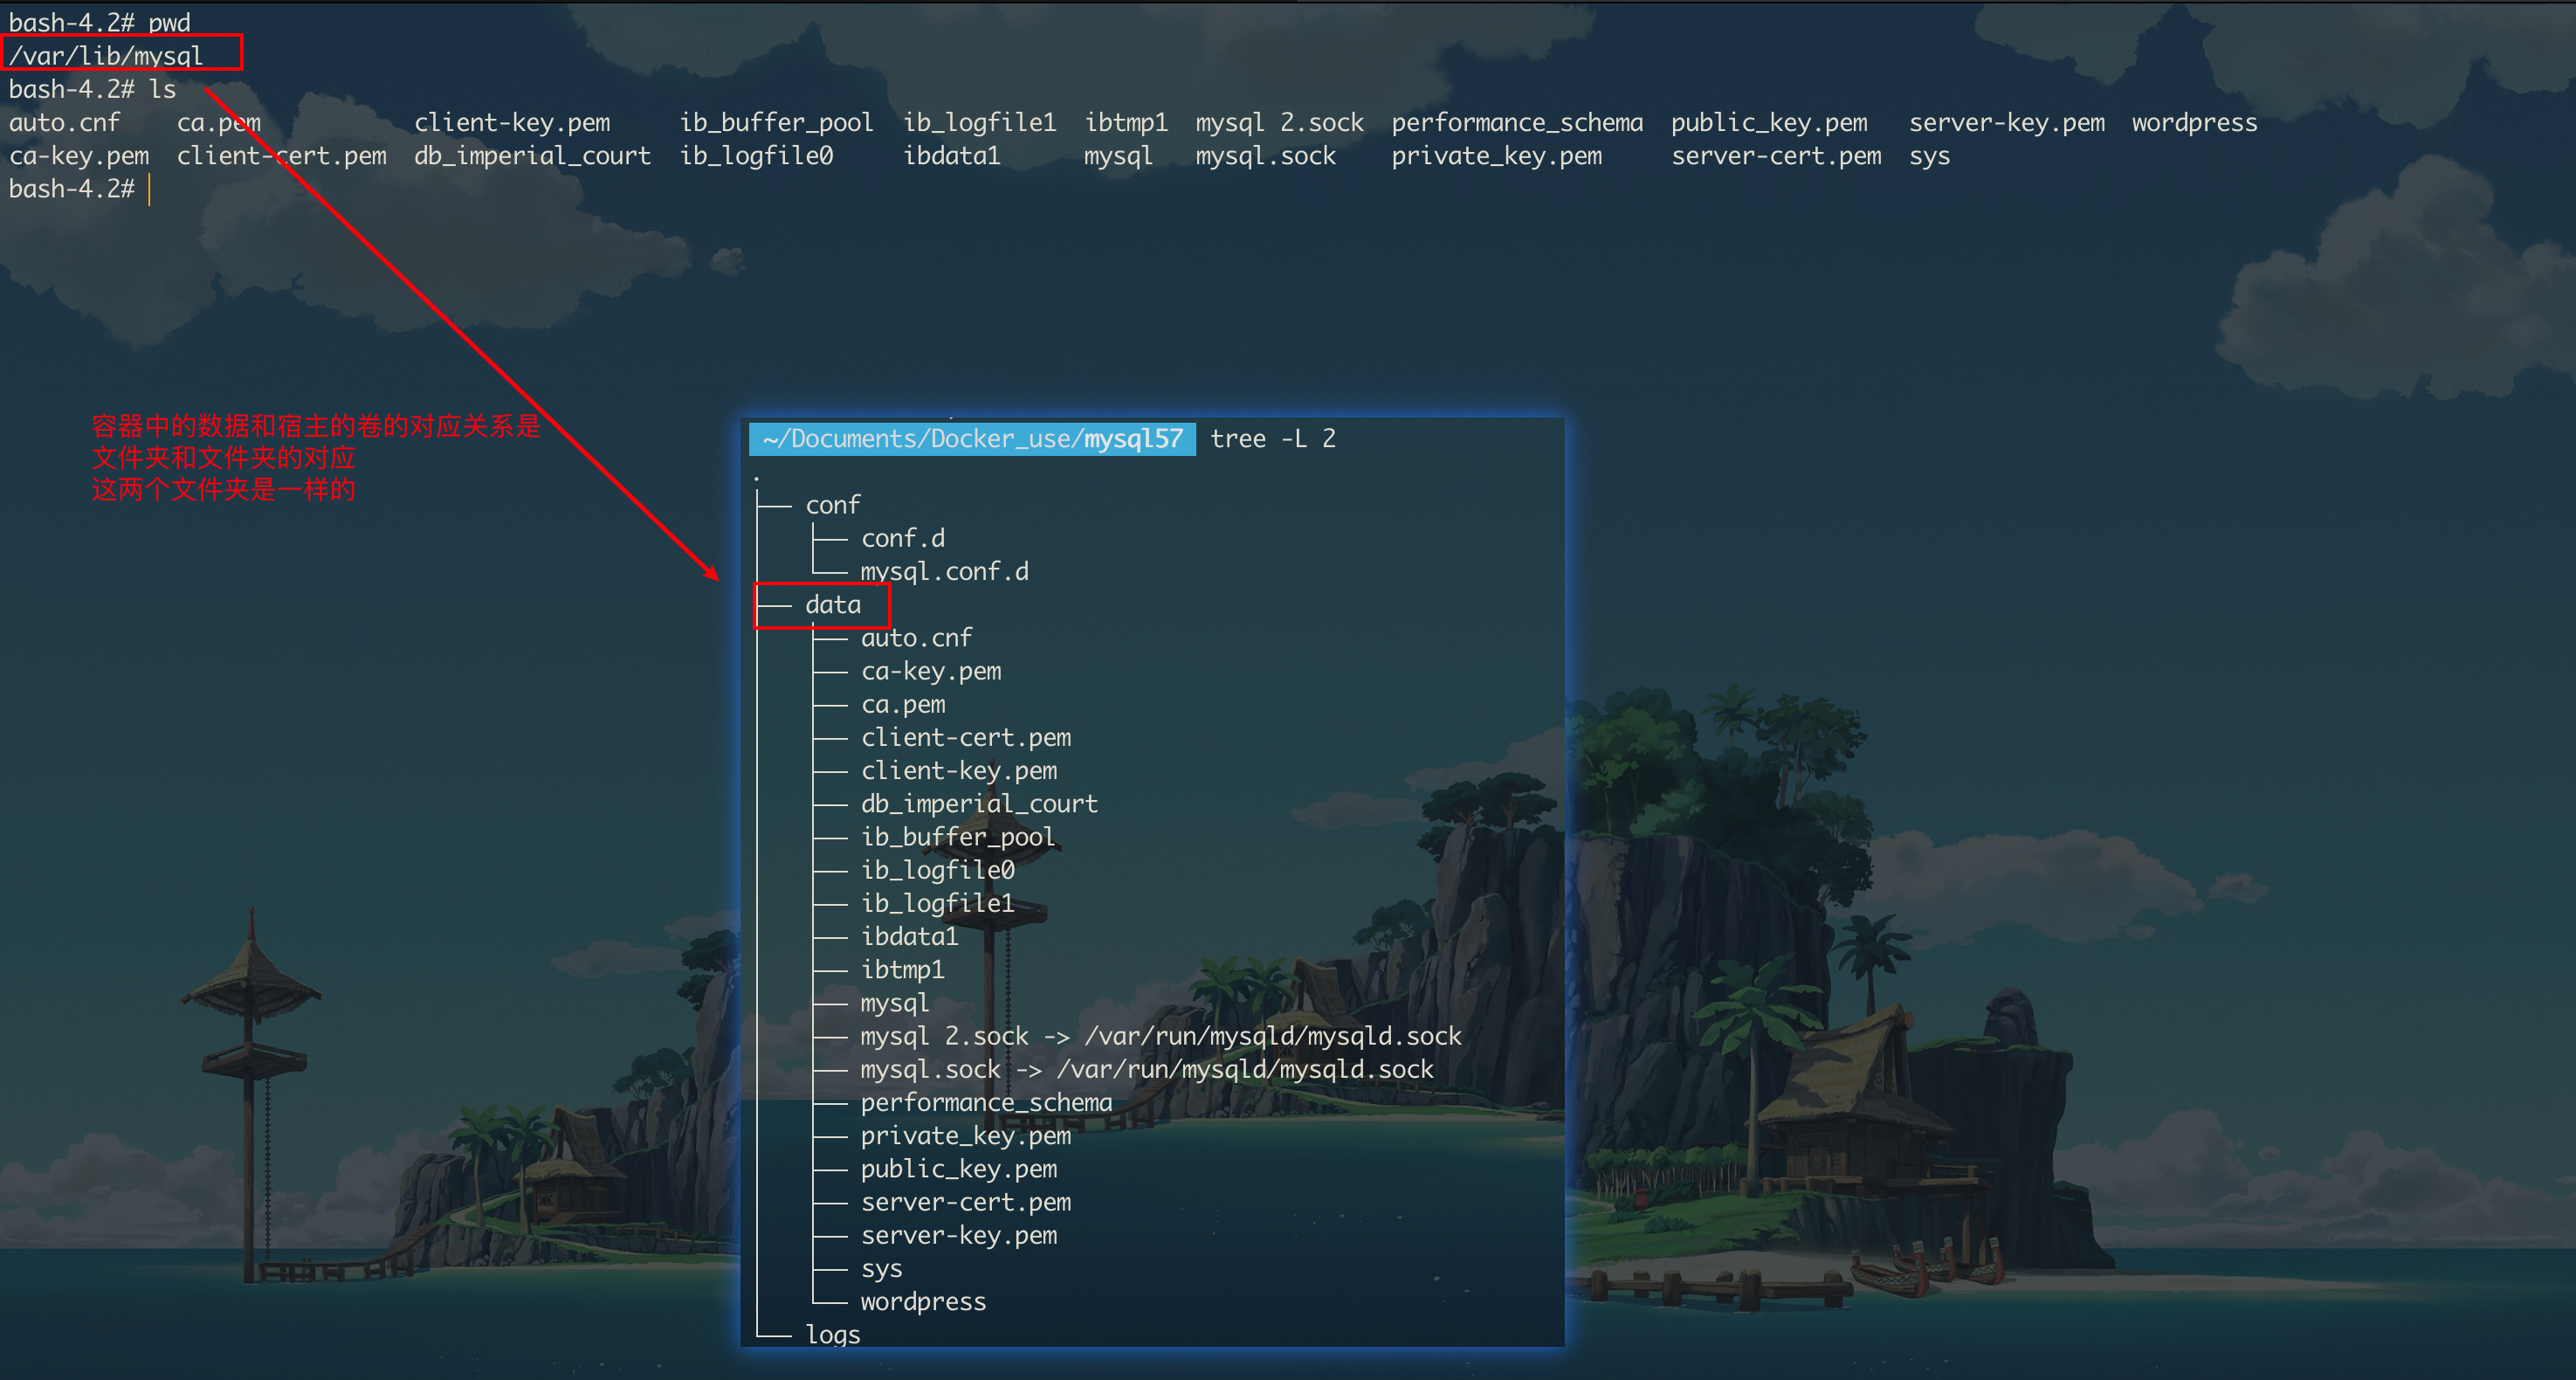 bash-4.2# pwd
/var/lib/mysql
bash-4.2# ls
auto.cnf    ca.pem           client-key.pem     ib_buffer_pool  ib_logfile1  ibtmp1  mysql 2.sock  performance_schema  public_key.pem   server-key.pem  wordpress
ca-key.pem  client-cert.pem  db_imperial_court  ib_logfile0     ibdata1      mysql   mysql.sock    private_key.pem     server-cert.pem  sys
bash-4.2#
容器中的数据和宿主的卷的对应关系是
文件夹和文件夹的对应
这两个文件夹是一样的
~/Documents/Docker_use/mysql57 tree -L 2
.
├── conf
│   ├── conf.d
│   └── mysql.conf.d
├── data
│   ├── auto.cnf
│   ├── ca-key.pem
│   ├── ca.pem
│   ├── client-cert.pem
│   ├── client-key.pem
│   ├── db_imperial_court
│   ├── ib_buffer_pool
│   ├── ib_logfile0
│   ├── ib_logfile1
│   ├── ibdata1
│   ├── ibtmp1
│   ├── mysql
│   ├── mysql 2.sock -> /var/run/mysqld/mysqld.sock
│   ├── mysql.sock -> /var/run/mysqld/mysqld.sock
│   ├── performance_schema
│   ├── private_key.pem
│   ├── public_key.pem
│   ├── server-cert.pem
│   ├── server-key.pem
│   ├── sys
│   └── wordpress
└── logs